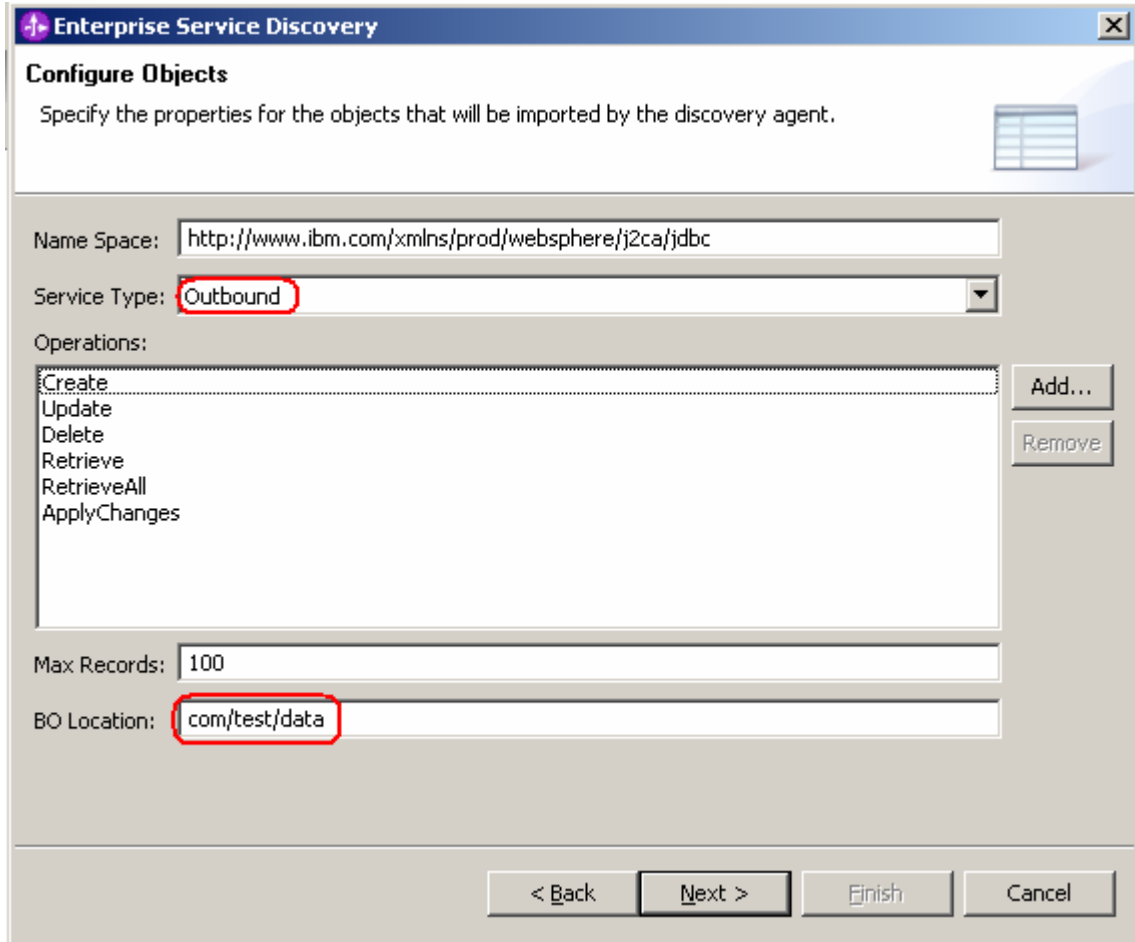 Enterprise Service Discovery
Configure Objects
Specify the properties for the objects that will be imported by the discovery agent.
Name Space: http://www.ibm.com/xmlns/prod/websphere/j2ca/jdbc
Service Type: Outbound
Operations:
Create
Add...
Update
Delete
Remove
Retrieve
RetrieveAll
ApplyChanges
Max Records: 100
BO Location: com/test/data
< Back Next > Finish Cancel